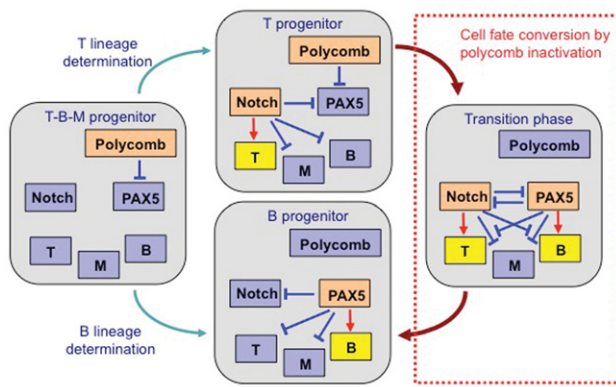 T lineage
determination
T progenitor
Polycomb
Notch
PAX5
T
M
B
Cell fate conversion by
polycomb inactivation
T-B-M progenitor
Polycomb
Notch
PAX5
T
M
B
Transition phase
Polycomb
Notch
PAX5
T
M
B
B progenitor
Polycomb
Notch
PAX5
T
M
B
B lineage
determination